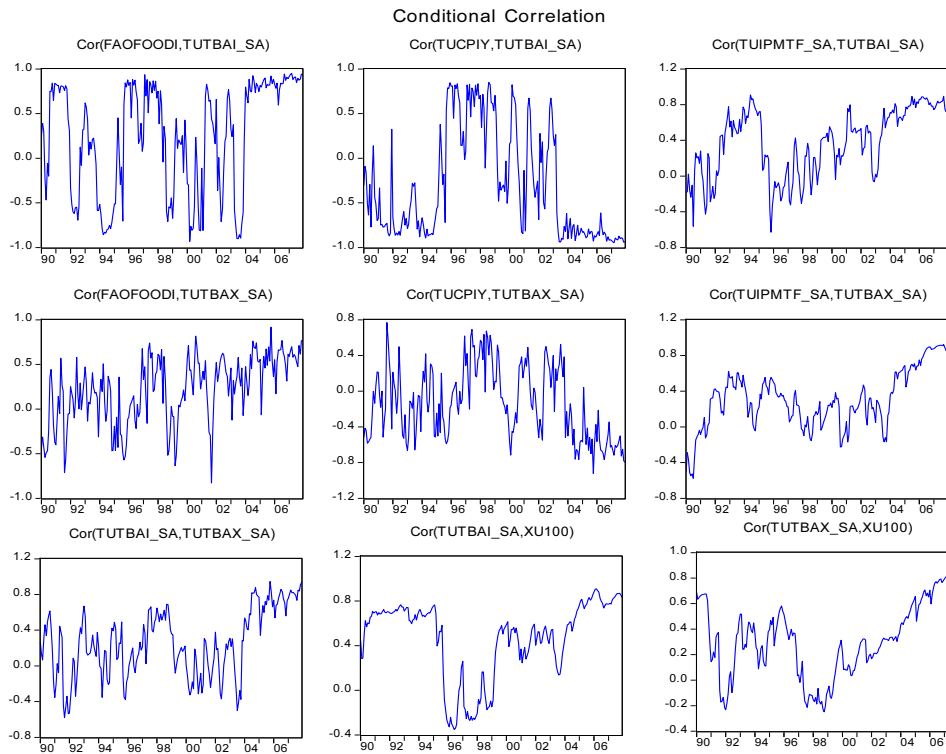 Conditional Correlation
Cor(FAOFOODI,TUTBAI_SA)
1.0
0.5
0.0
-0.5
-1.0
90 92 94 96 98 00 02 04 06
Cor(TUCPIY,TUTBAI_SA)
1.0
0.5
0.0
-0.5
-1.0
90 92 94 96 98 00 02 04 06
Cor(TUIPMTF_SA,TUTBAI_SA)
1.2
0.8
0.4
0.0
-0.4
-0.8
90 92 94 96 98 00 02 04 06
Cor(FAOFOODI,TUTBAX_SA)
1.0
0.5
0.0
-0.5
-1.0
90 92 94 96 98 00 02 04 06
Cor(TUCPIY,TUTBAX_SA)
0.8
0.4
0.0
-0.4
-0.8
-1.2
90 92 94 96 98 00 02 04 06
Cor(TUIPMTF_SA,TUTBAX_SA)
1.2
0.8
0.4
0.0
-0.4
-0.8
90 92 94 96 98 00 02 04 06
Cor(TUTBAI_SA,TUTBAX_SA)
1.2
0.8
0.4
0.0
-0.4
-0.8
90 92 94 96 98 00 02 04 06
Cor(TUTBAI_SA,XU100)
1.2
0.8
0.4
0.0
-0.4
90 92 94 96 98 00 02 04 06
Cor(TUTBAX_SA,XU100)
1.0
0.8
0.6
0.4
0.2
0.0
-0.2
-0.4
90 92 94 96 98 00 02 04 06